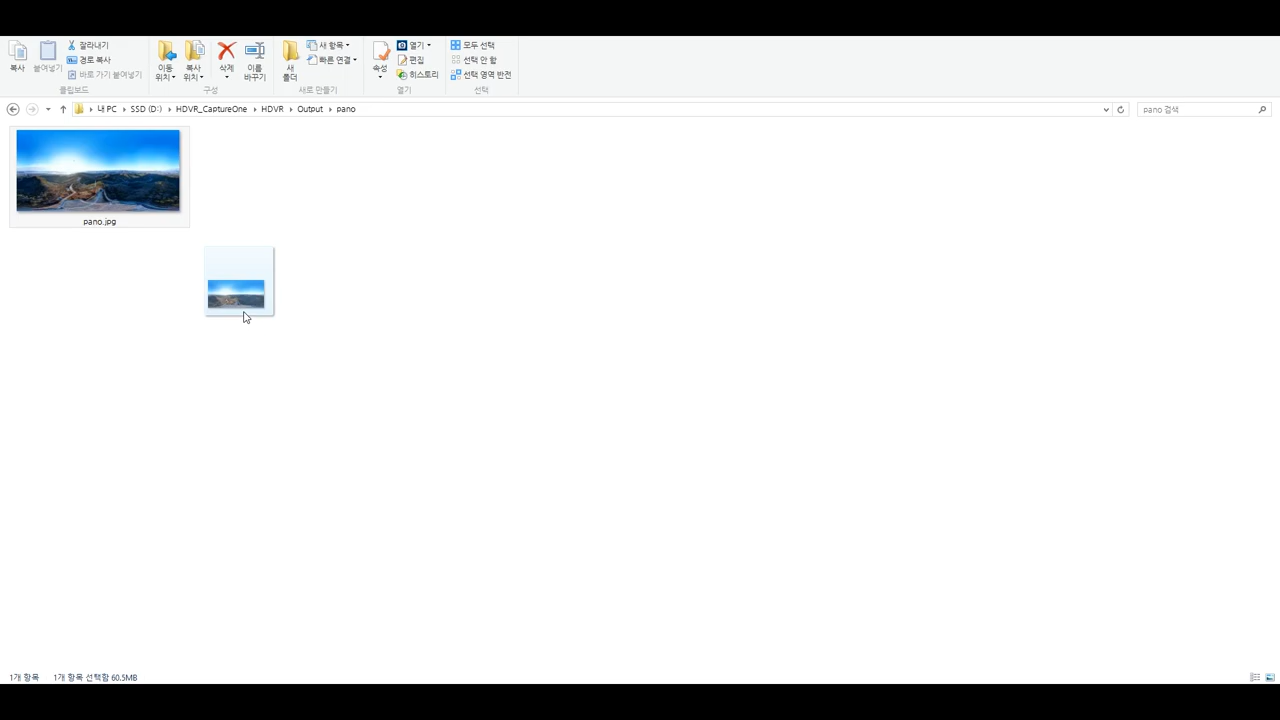 복사
붙여넣기
잘라내기
경로 복사
바로 가기 붙여넣기
클립보드
이동
위치
복사
위치
삭제
이름
바꾸기
구성
새
폴더
새 항목
빠른 연결
새로 만들기
속성
열기
편집
히스토리
열기
모두 선택
선택 안 함
선택 영역 반전
선택
내 PC
SSD (D:)
HDVR_CaptureOne
HDVR
Output
pano
pano 검색
pano.jpg
1개 항목
1개 항목 선택함 60.5MB